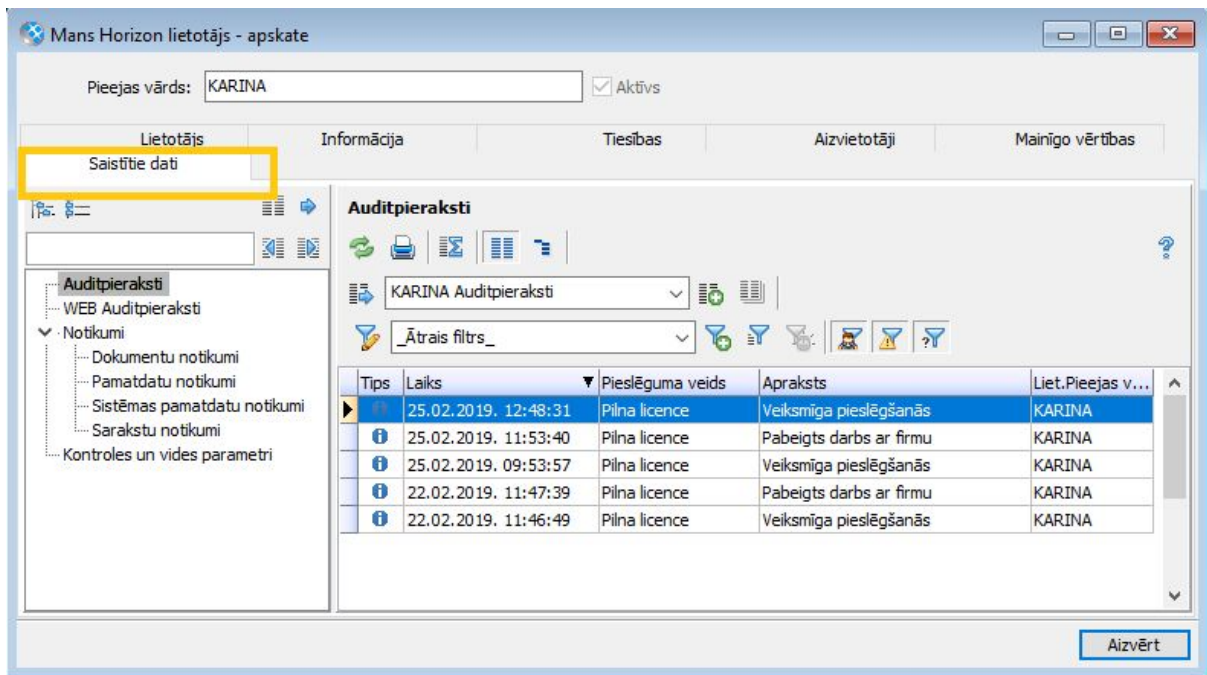 Mans Horizon lietotājs - apskate
Pieejas vārds: KARINA Aktīvs
Lietotājs Informācija Tiesības Aizvietotāji Mainīgo vērtības
Saistītie dati
Auditpieraksti
KARINA Auditpieraksti
_Ātrais filtrs_
Auditpieraksti
WEB Auditpieraksti
Notikumi
Dokumentu notikumi
Pamatdatu notikumi
Sistēmas pamatdatu notikumi
Sarakstu notikumi
Kontroles un vides parametri
Tips Laiks Pieslēguma veids Apraksts Liet.Pieejas v...
25.02.2019. 12:48:31 Pilna licence Veiksmīga pieslēgšanās KARINA
25.02.2019. 11:53:40 Pilna licence Pabeigts darbs ar firmu KARINA
25.02.2019. 09:53:57 Pilna licence Veiksmīga pieslēgšanās KARINA
22.02.2019. 11:47:39 Pilna licence Pabeigts darbs ar firmu KARINA
22.02.2019. 11:46:49 Pilna licence Veiksmīga pieslēgšanās KARINA
Aizvērt